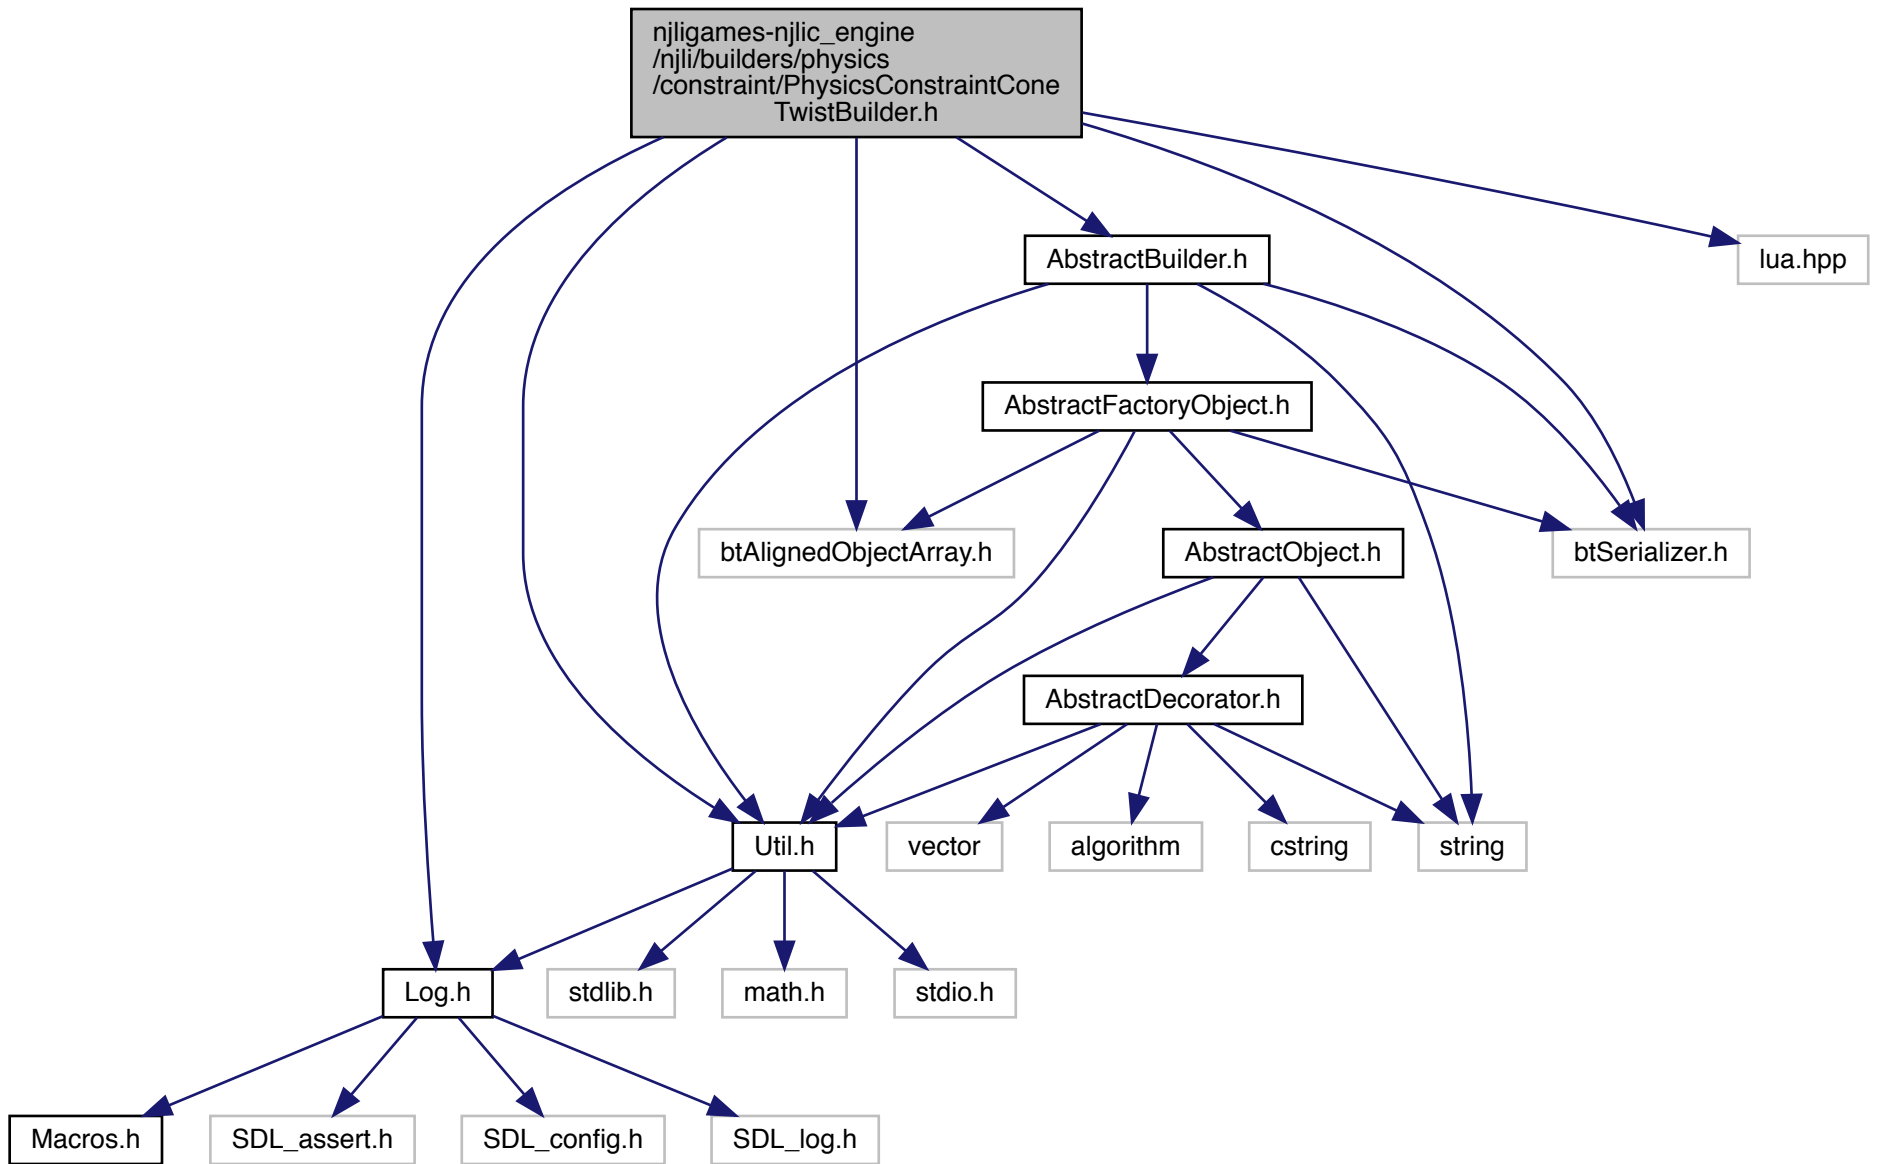 njligames-njlic_engine
/njli/builders/physics
/constraint/PhysicsConstraintCone
TwistBuilder.h
AbstractBuilder.h
lua.hpp
AbstractFactoryObject.h
btAlignedObjectArray.h
AbstractObject.h
btSerializer.h
AbstractDecorator.h
Util.h
vector
algorithm
cstring
string
Log.h
stdlib.h
math.h
stdio.h
Macros.h
SDL_assert.h
SDL_config.h
SDL_log.h